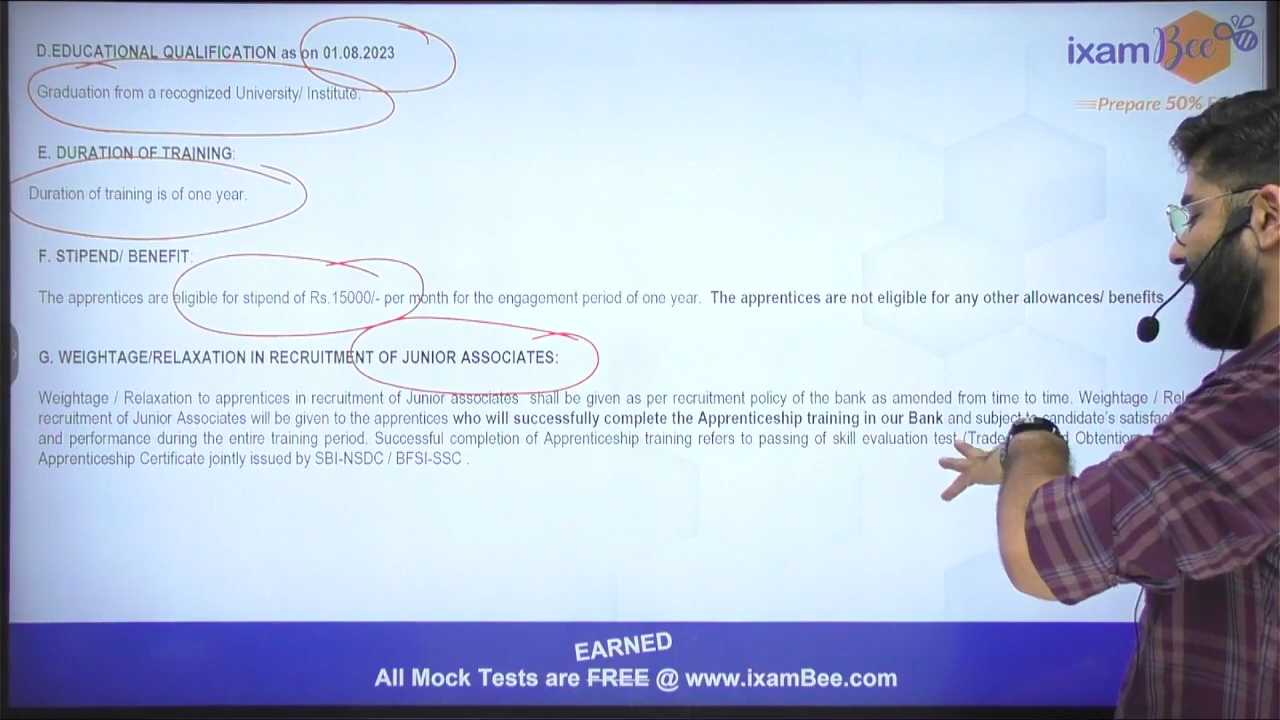 D.EDUCATIONAL QUALIFICATION as on 01.08.2023
ixamBee
Graduation from a recognized University/ Institute.
Prepare 50%
E. DURATION OF TRAINING:
Duration of training is of one year.
F. STIPEND/ BENEFIT:
The apprentices are eligible for stipend of Rs.15000/- per month for the engagement period of one year. The apprentices are not eligible for any other allowances/ benefits
G. WEIGHTAGE/RELAXATION IN RECRUITMENT OF JUNIOR ASSOCIATES:
Weightage / Relaxation to apprentices in recruitment of Junior associates shall be given as per recruitment policy of the bank as amended from time to time. Weightage / Rel
recruitment of Junior Associates will be given to the apprentices who will successfully complete the Apprenticeship training in our Bank and subject to candidate's satisfac
and performance during the entire training period. Successful completion of Apprenticeship training refers to passing of skill evaluation test (Trade Obtention
Apprenticeship Certificate jointly issued by SBI-NSDC / BFSI-SSC .
EARNED
All Mock Tests are FREE @ www.ixamBee.com